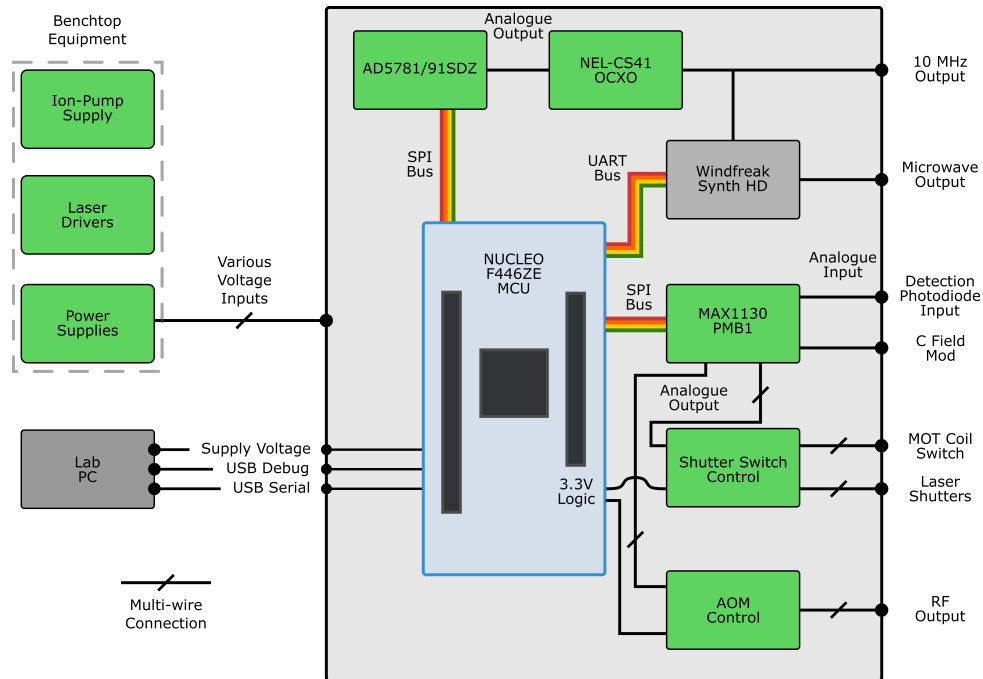 Benchtop
Equipment
Ion-Pump
Supply
Laser
Drivers
Power
Supplies
Various
Voltage
Inputs
Lab
PC
Supply Voltage
USB Debug
USB Serial
Multi-wire
Connection
AD5781/91SDZ
Analogue
Output
NEL-CS41
OCXO
10 MHz
Output
SPI
Bus
UART
Bus
Windfreak
Synth HD
Microwave
Output
NUCLEO
F446ZE
MCU
SPI
Bus
MAX1130
PMB1
Analogue
Input
Detection
Photodiode
Input
C Field
Mod
Analogue
Output
Shutter Switch
Control
MOT Coil
Switch
Laser
Shutters
3.3V
Logic
AOM
Control
RF
Output